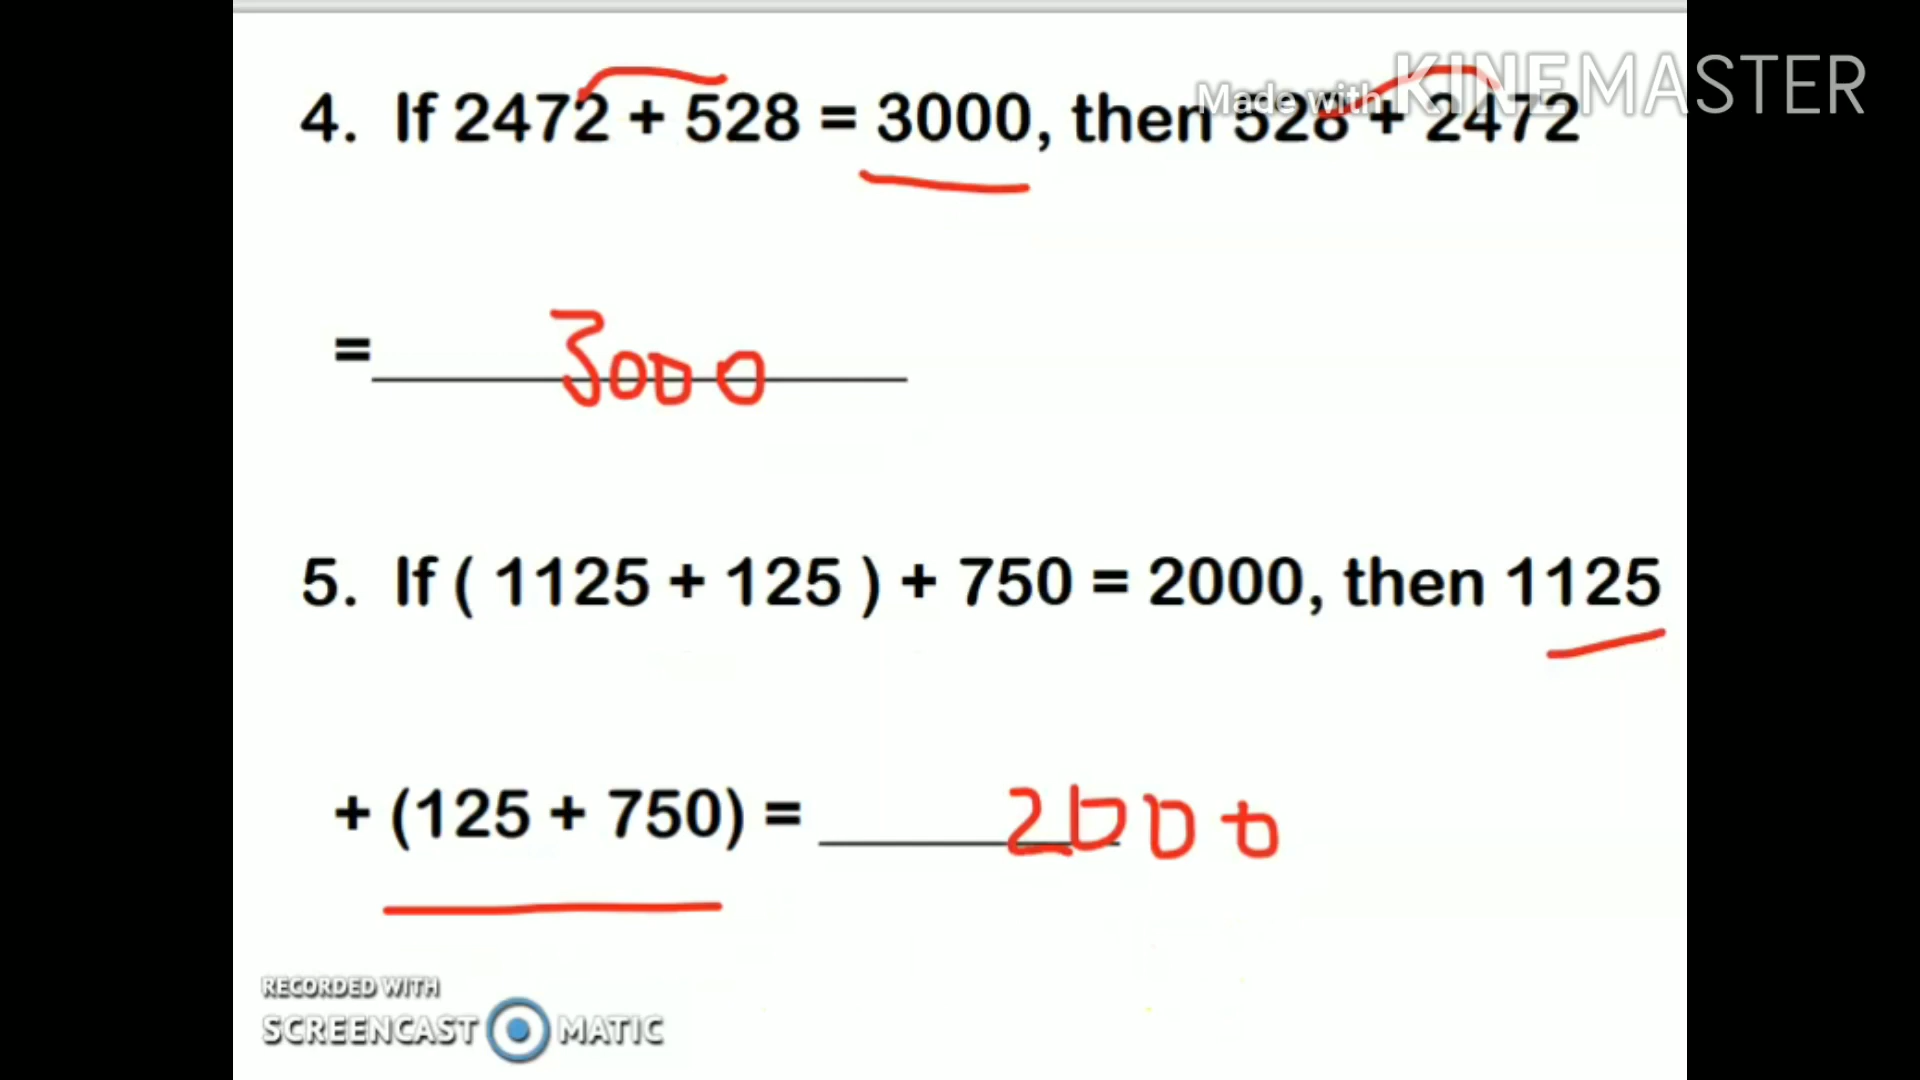 Made with KINEMASTER
4. If 2472 + 528 = 3000, then 528 + 2472
= 3000
5. If ( 1125 + 125 ) + 750 = 2000, then 1125
+ (125 + 750) = 2000
RECORDED WITH
SCREENCAST MATIC